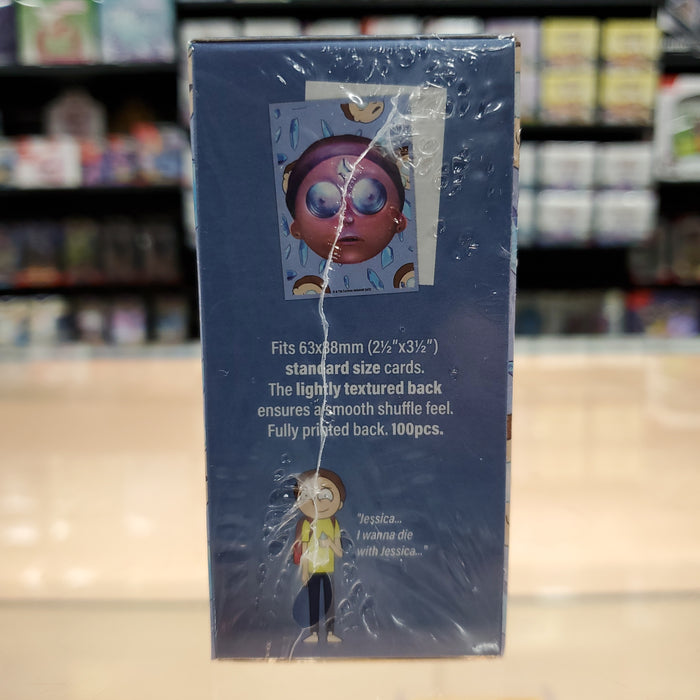 Fits 63x88mm (2½"x3½")
standard size cards.
The lightly textured back
ensures a smooth shuffle feel.
Fully printed back. 100pcs.
"Jessica...
I wanna die
with Jessica..."